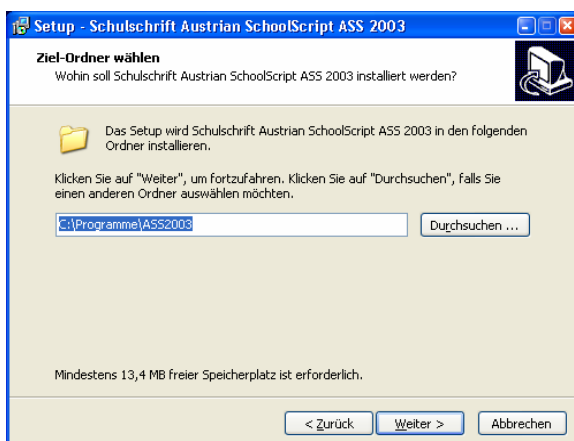 Setup - Schulschrift Austrian SchoolScript ASS 2003
Ziel-Ordner wählen
Wohin soll Schulschrift Austrian SchoolScript ASS 2003 installiert werden?
Das Setup wird Schulschrift Austrian SchoolScript ASS 2003 in den folgenden
Ordner installieren.
Klicken Sie auf "Weiter", um fortzufahren. Klicken Sie auf "Durchsuchen", falls Sie
einen anderen Ordner auswählen möchten.
C:\Programme\ASS2003
Durchsuchen ...
Mindestens 13,4 MB freier Speicherplatz ist erforderlich.
< Zurück
Weiter >
Abbrechen